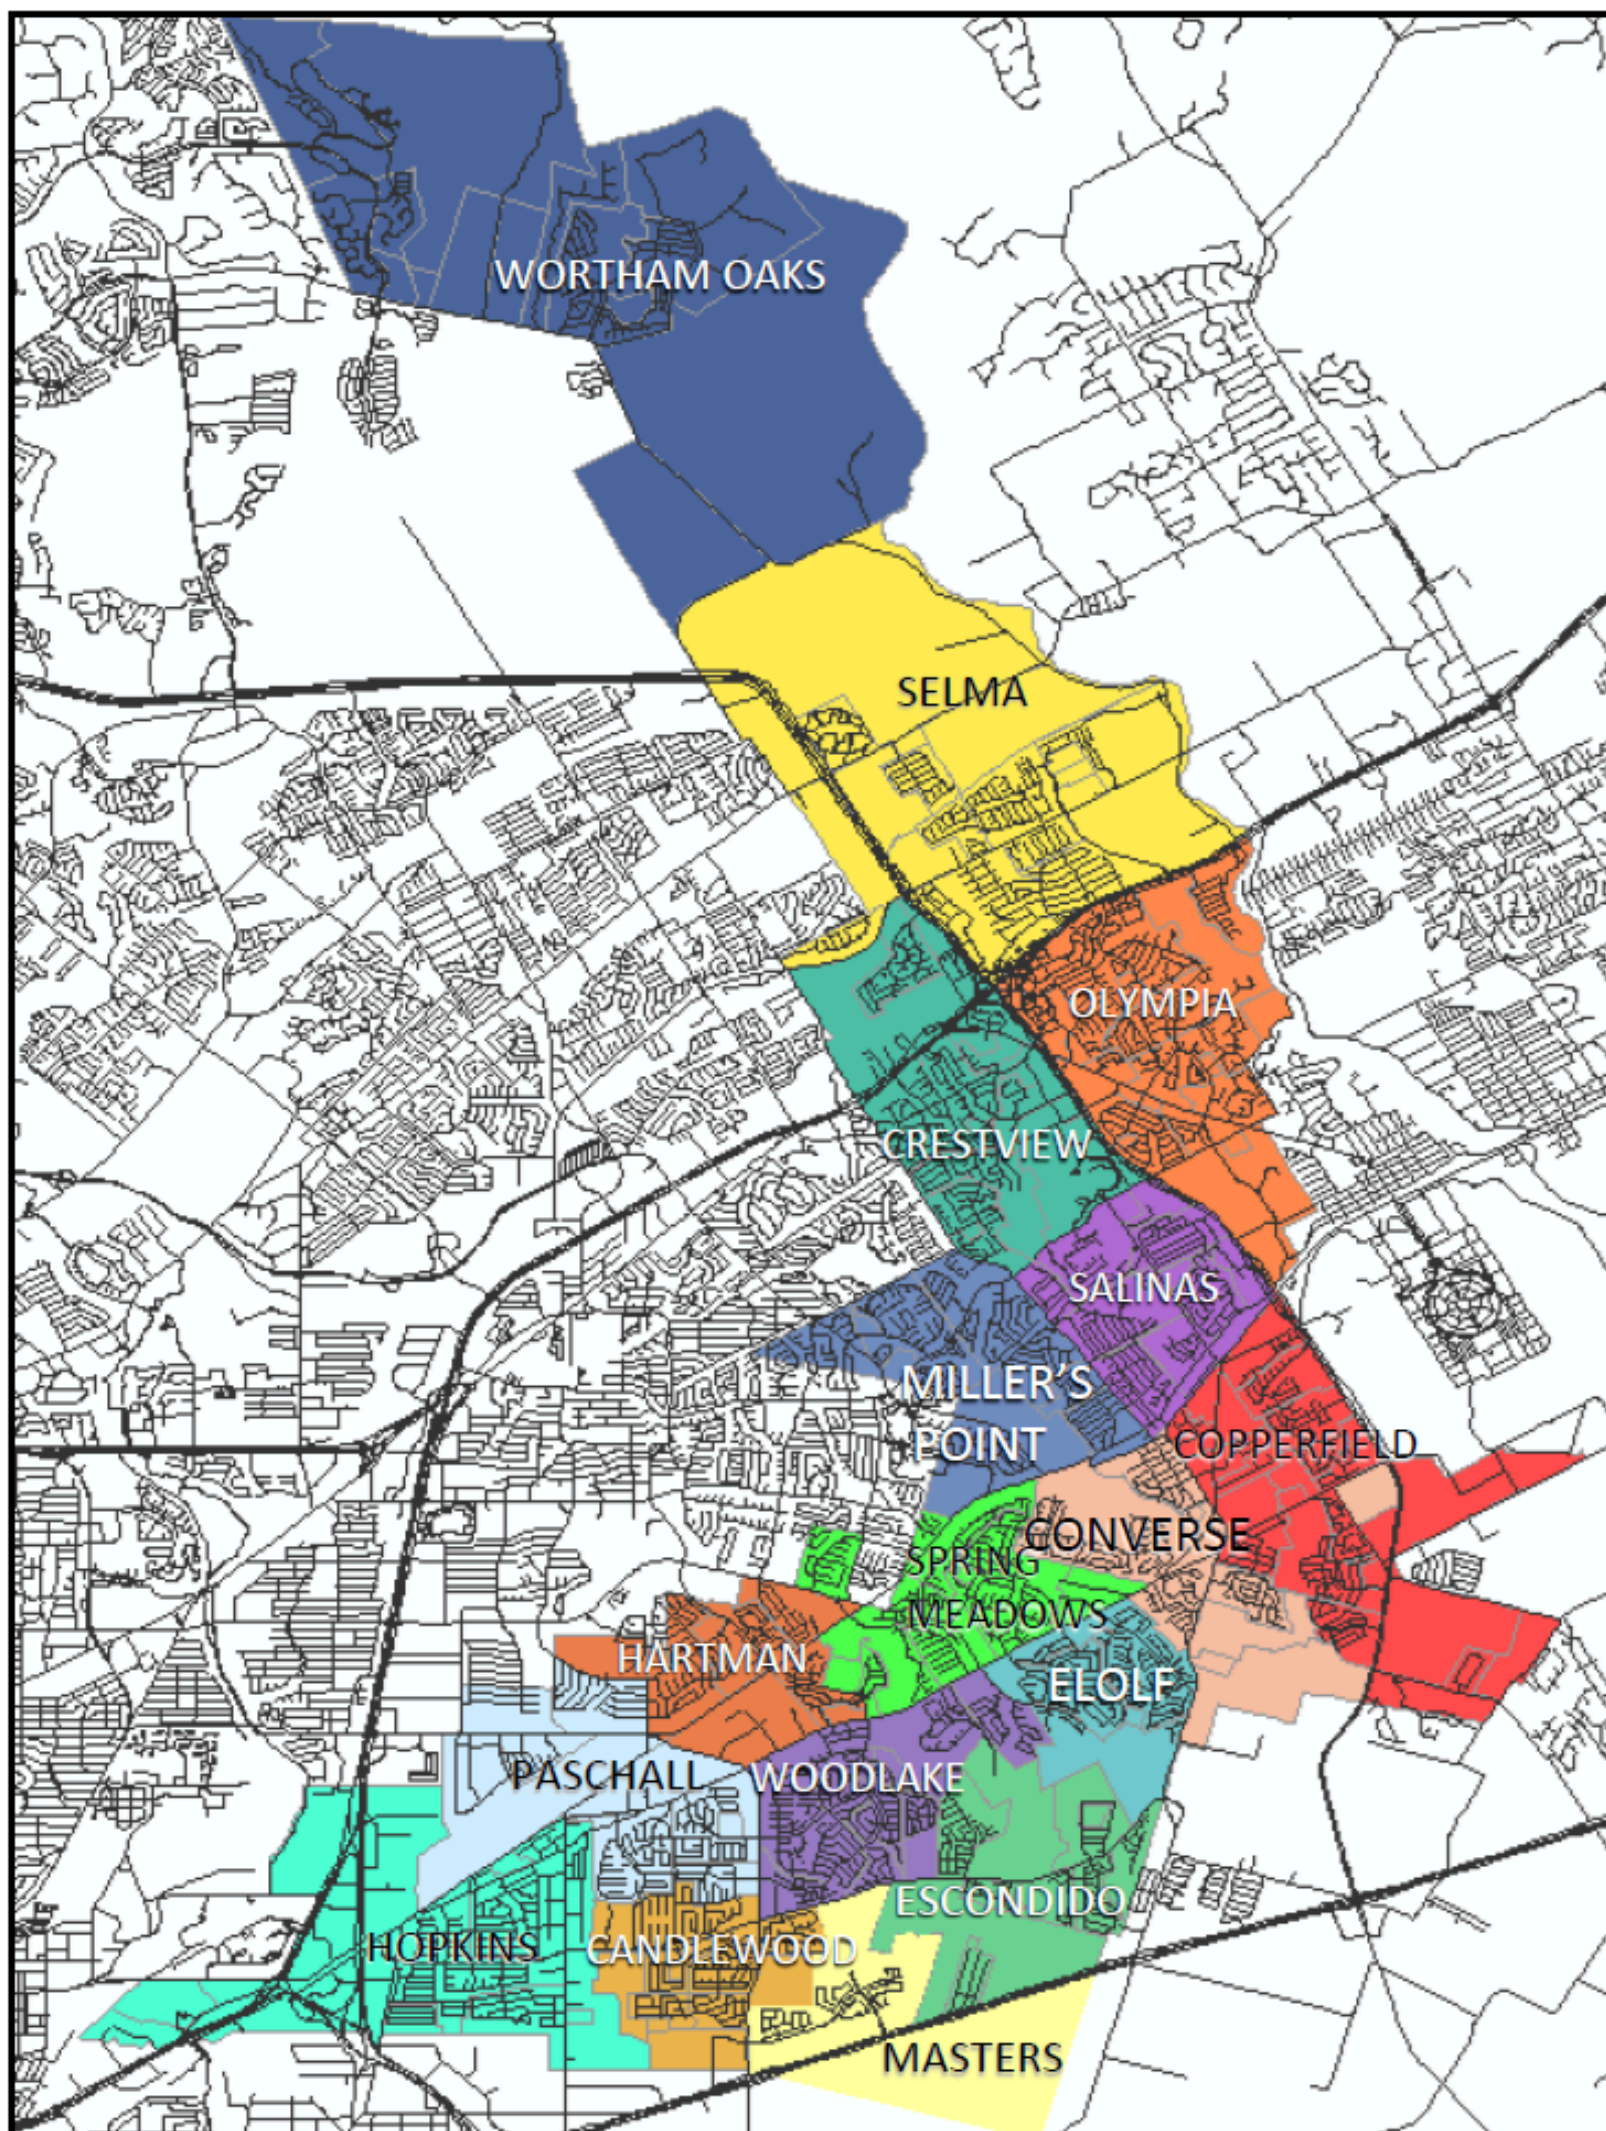 WORTHAM OAKS
SELMA
OLYMPIA
CRESTVIEW
SALINAS
MILLER'S
POINT
COPPERFIELD
CONVERSE
SPRING
MEADOWS
HARTMAN
ELOLF
PASCHALL
WOODLAKE
ESCONDIDO
HOPKINS
CANDLEWOOD
MASTERS